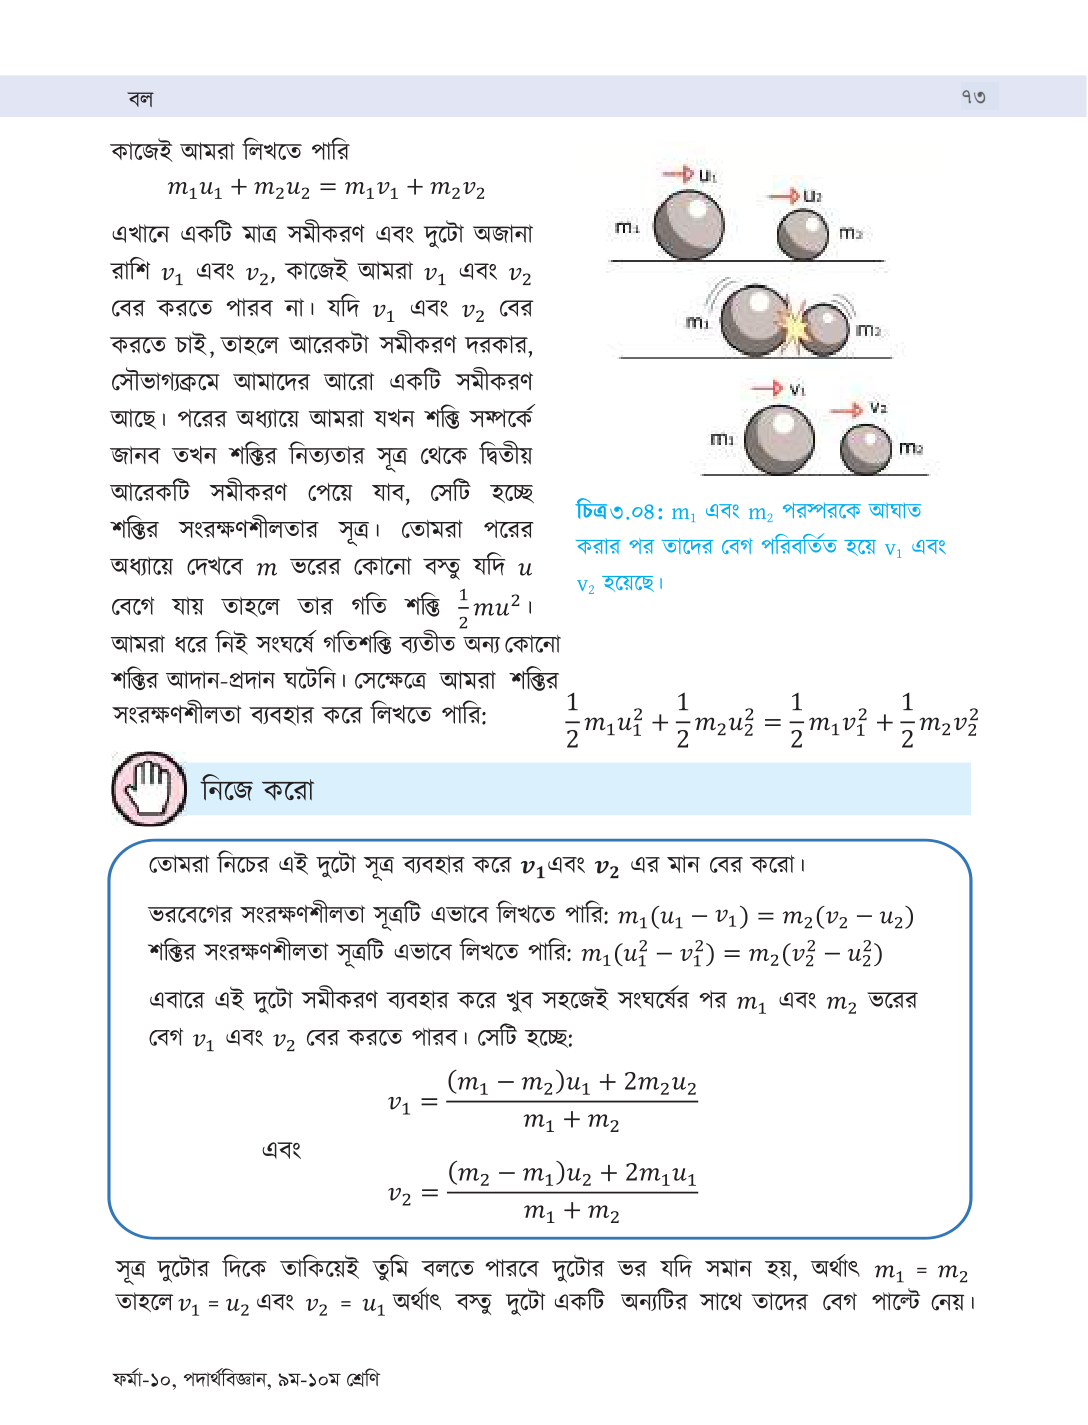 বল ৭৩
কাজেই আমরা লিখতে পারি
m₁u₁ + m₂u₂ = m₁v₁ + m₂v₂
এখানে একটি মাত্র সমীকরণ এবং দুটো অজানা
রাশি v₁ এবং v₂, কাজেই আমরা v₁ এবং v₂
বের করতে পারব না। যদি v₁ এবং v₂ বের
করতে চাই, তাহলে আরেকটা সমীকরণ দরকার,
সৌভাগ্যক্রমে আমাদের আরো একটি সমীকরণ
আছে। পরের অধ্যায়ে আমরা যখন শক্তি সম্পর্কে
জানব তখন শক্তির নিত্যতার সূত্র থেকে দ্বিতীয়
আরেকটি সমীকরণ পেয়ে যাব, সেটি হচ্ছে
শক্তির সংরক্ষণশীলতার সূত্র। তোমরা পরের
অধ্যায়ে দেখবে m ভরের কোনো বস্তু যদি u
বেগে যায় তাহলে তার গতি শক্তি ½mu²।
আমরা ধরে নিই সংঘর্ষে গতিশক্তি ব্যতীত অন্য কোনো
শক্তির আদান-প্রদান ঘটেনি। সেক্ষেত্রে আমরা শক্তির
সংরক্ষণশীলতা ব্যবহার করে লিখতে পারি:
u₁
u₂
m₁ m₂
m₁ m₂
v₁
v₂
m₁ m₂
চিত্র ৩.০৪: m₁ এবং m₂ পরস্পরকে আঘাত
করার পর তাদের বেগ পরিবর্তিত হয়ে v₁ এবং
v₂ হয়েছে।
½m₁u₁² + ½m₂u₂² = ½m₁v₁² + ½m₂v₂²
নিজে করো
তোমরা নিচের এই দুটো সূত্র ব্যবহার করে v₁এবং v₂ এর মান বের করো।
ভরবেগের সংরক্ষণশীলতা সূত্রটি এভাবে লিখতে পারি: m₁(u₁ − v₁) = m₂(v₂ − u₂)
শক্তির সংরক্ষণশীলতা সূত্রটি এভাবে লিখতে পারি: m₁(u₁² − v₁²) = m₂(v₂² − u₂²)
এবারে এই দুটো সমীকরণ ব্যবহার করে খুব সহজেই সংঘর্ষের পর m₁ এবং m₂ ভরের
বেগ v₁ এবং v₂ বের করতে পারব। সেটি হচ্ছে:
v₁ = ((m₁ − m₂)u₁ + 2m₂u₂)/(m₁ + m₂)
এবং
v₂ = ((m₂ − m₁)u₂ + 2m₁u₁)/(m₁ + m₂)
সূত্র দুটোর দিকে তাকিয়েই তুমি বলতে পারবে দুটোর ভর যদি সমান হয়, অর্থাৎ m₁ = m₂
তাহলে v₁ = u₂ এবং v₂ = u₁ অর্থাৎ বস্তু দুটো একটি অন্যটির সাথে তাদের বেগ পাল্টে নেয়।
ফর্মা-১০, পদার্থবিজ্ঞান, ৯ম-১০ম শ্রেণি